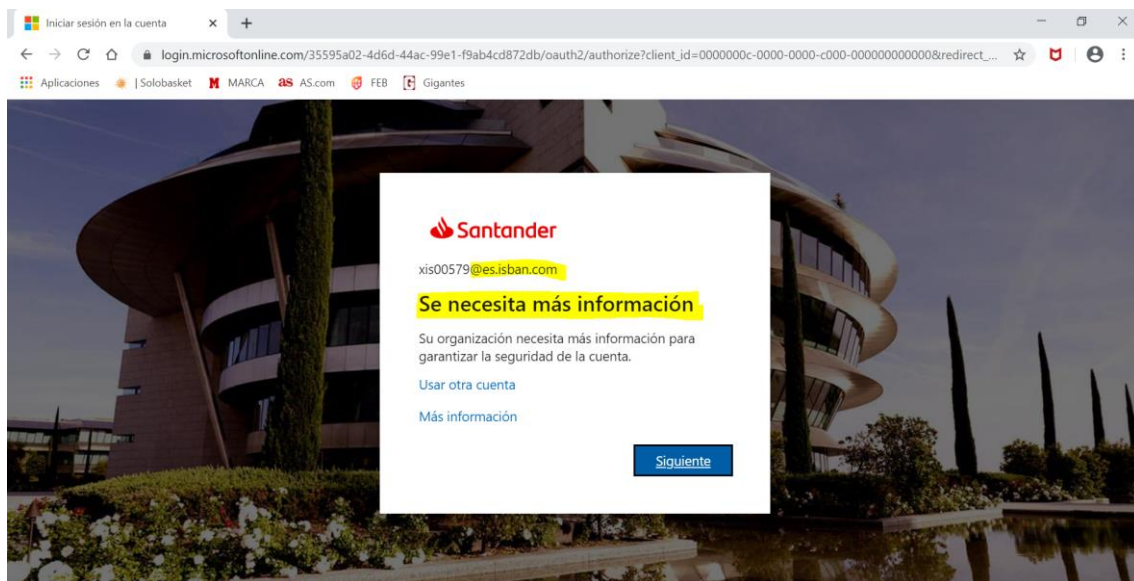 Iniciar sesión en la cuenta
login.microsoftonline.com/35595a02-4d6d-44ac-99e1-f9ab4cd872db/oauth2/authorize?client_id=0000000c-0000-0000-c000-000000000000&redirect_...
Aplicaciones | Solobasket MARCA as AS.com FEB Gigantes
Santander
xis00579@es.isban.com
Se necesita más información
Su organización necesita más información para
garantizar la seguridad de la cuenta.
Usar otra cuenta
Más información
Siguiente